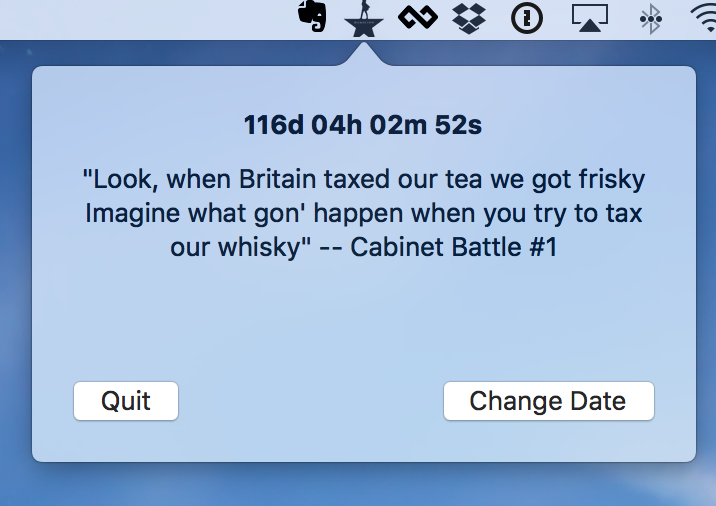 116d 04h 02m 52s
"Look, when Britain taxed our tea we got frisky
Imagine what gon' happen when you try to tax
our whisky" -- Cabinet Battle #1
Quit
Change Date